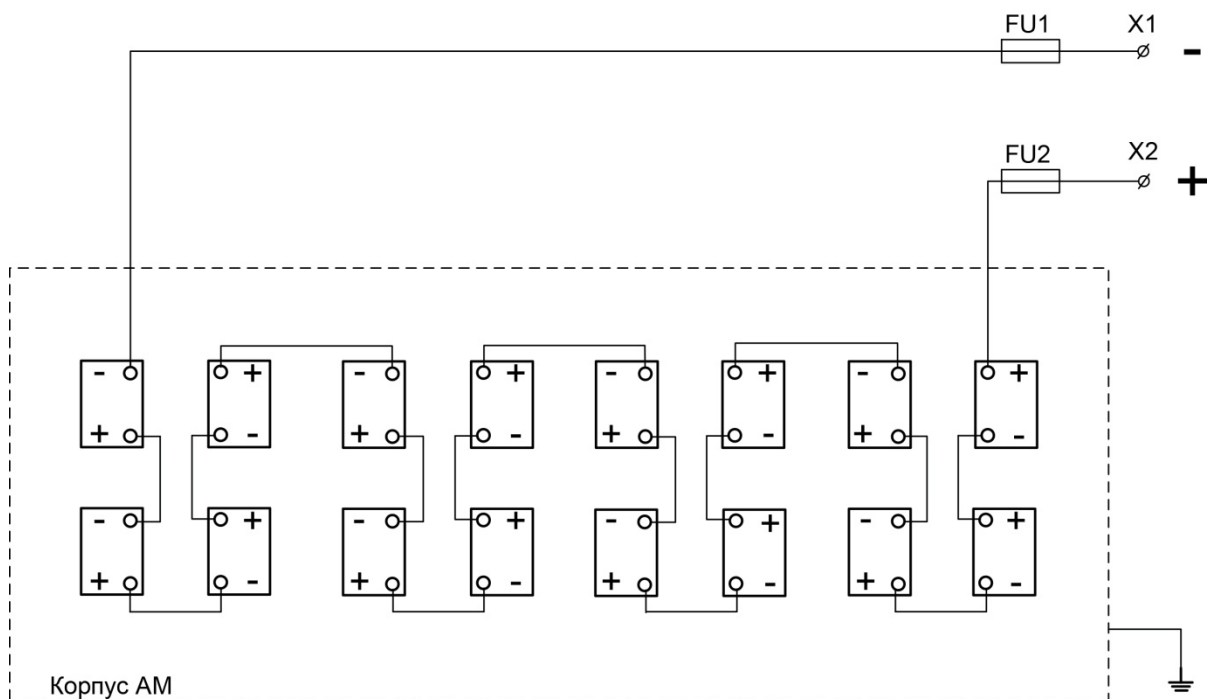 FU1 X1
-
FU2 X2
+
- + - + - + - +
+ - + - + - + -
- + - + - + - +
+ - + - + - + -
Корпус АМ